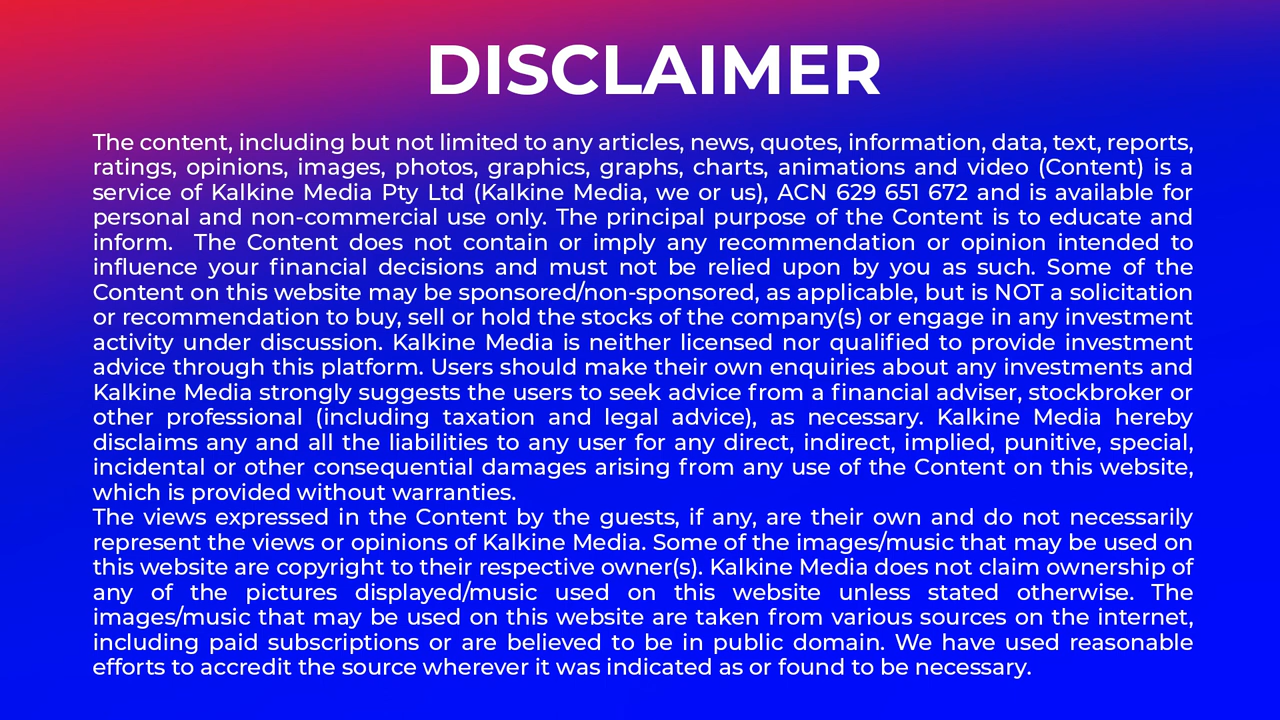 DISCLAIMER
The content, including but not limited to any articles, news, quotes, information, data, text, reports,
ratings, opinions, images, photos, graphics, graphs, charts, animations and video (Content) is a
service of Kalkine Media Pty Ltd (Kalkine Media, we or us), ACN 629 651 672 and is available for
personal and non-commercial use only. The principal purpose of the Content is to educate and
inform.  The Content does not contain or imply any recommendation or opinion intended to
influence your financial decisions and must not be relied upon by you as such. Some of the
Content on this website may be sponsored/non-sponsored, as applicable, but is NOT a solicitation
or recommendation to buy, sell or hold the stocks of the company(s) or engage in any investment
activity under discussion. Kalkine Media is neither licensed nor qualified to provide investment
advice through this platform. Users should make their own enquiries about any investments and
Kalkine Media strongly suggests the users to seek advice from a financial adviser, stockbroker or
other professional (including taxation and legal advice), as necessary. Kalkine Media hereby
disclaims any and all the liabilities to any user for any direct, indirect, implied, punitive, special,
incidental or other consequential damages arising from any use of the Content on this website,
which is provided without warranties.
The views expressed in the Content by the guests, if any, are their own and do not necessarily
represent the views or opinions of Kalkine Media. Some of the images/music that may be used on
this website are copyright to their respective owner(s). Kalkine Media does not claim ownership of
any of the pictures displayed/music used on this website unless stated otherwise. The
images/music that may be used on this website are taken from various sources on the internet,
including paid subscriptions or are believed to be in public domain. We have used reasonable
efforts to accredit the source wherever it was indicated as or found to be necessary.